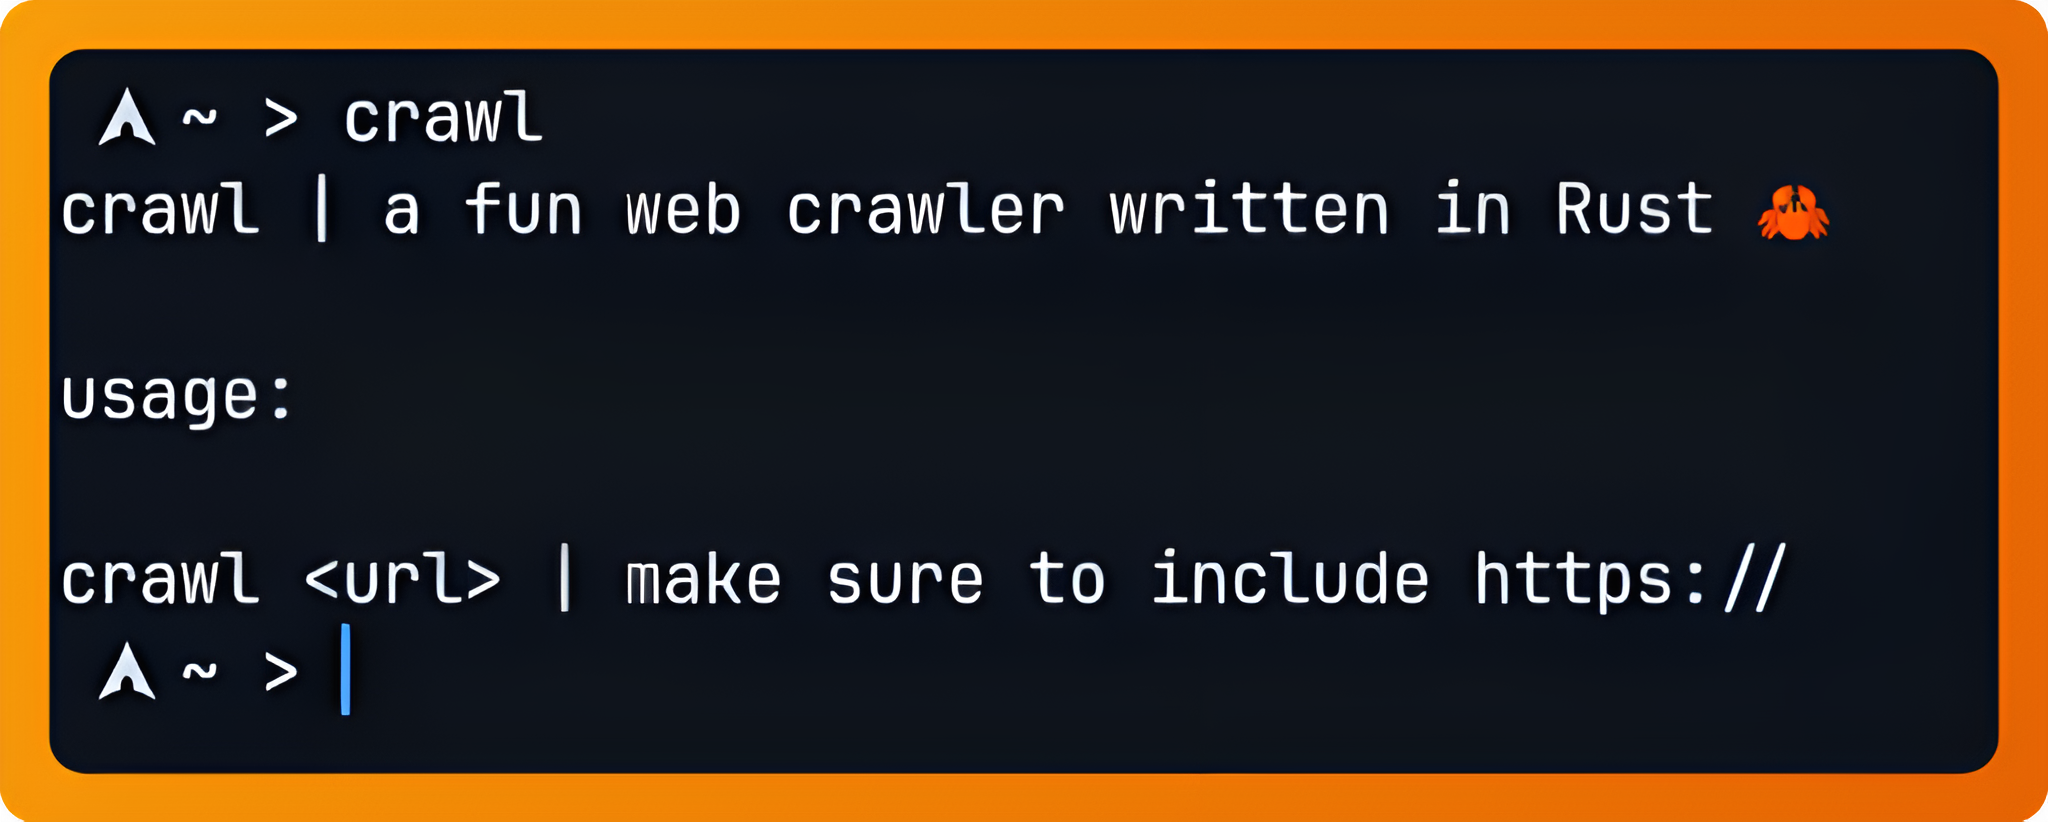 ~ > crawl
crawl | a fun web crawler written in Rust 🦀
usage:
crawl <url> | make sure to include https://
~ >